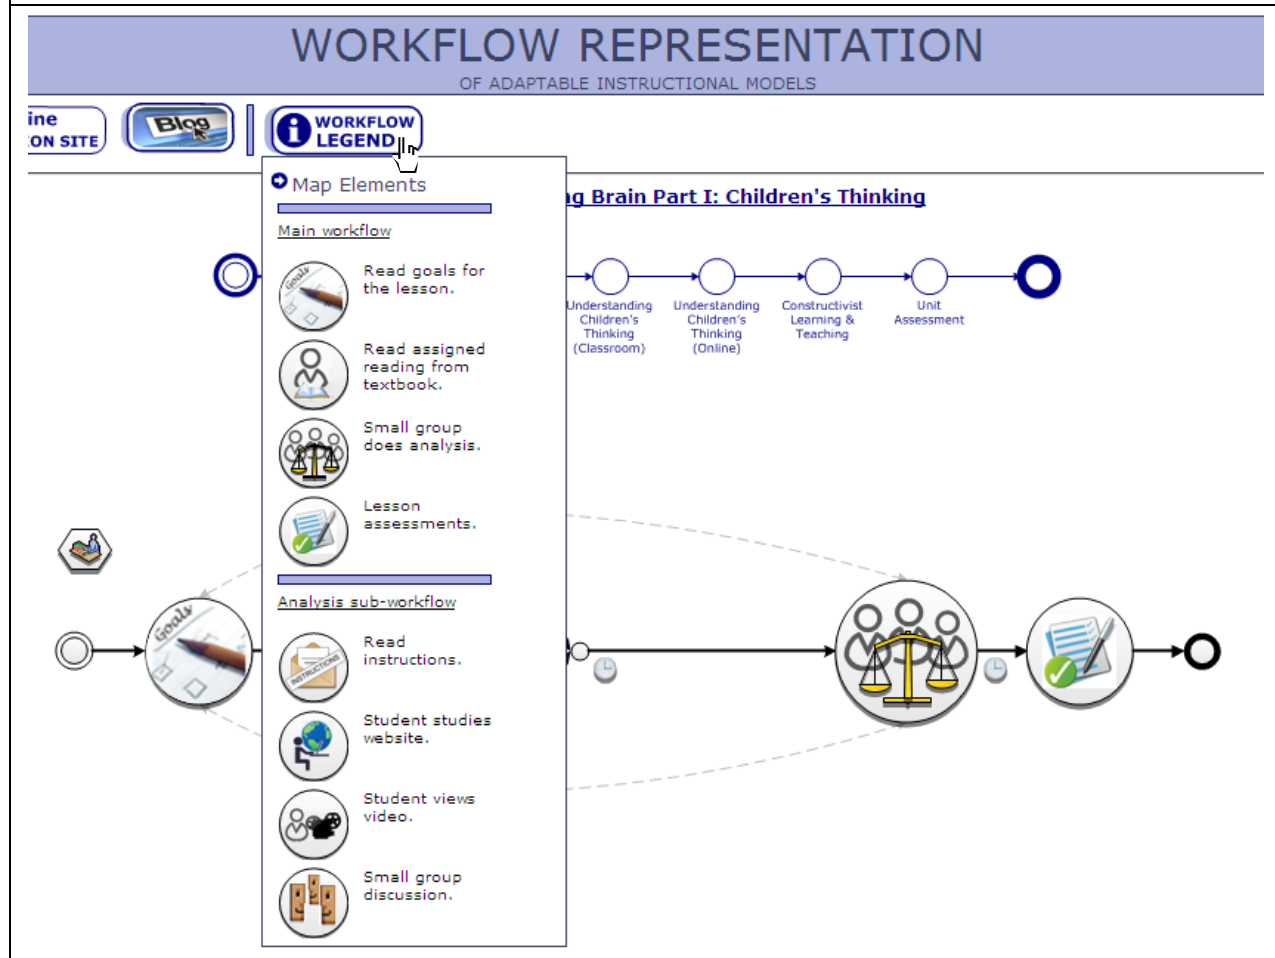 WORKFLOW REPRESENTATION
OF ADAPTABLE INSTRUCTIONAL MODELS
ine
ON SITE
Blog
WORKFLOW
LEGEND
Map Elements
ng Brain Part I: Children's Thinking
Main workflow
Read goals for
the lesson.
Read assigned
reading from
textbook.
Small group
does analysis.
Lesson
assessments.
Analysis sub-workflow
Read
instructions.
Student studies
website.
Student views
video.
Small group
discussion.
Goals
INSTRUCTIONS
Understanding
Children's
Thinking
(Classroom)
Understanding
Children's
Thinking
(Online)
Constructivist
Learning &
Teaching
Unit
Assessment
Goals